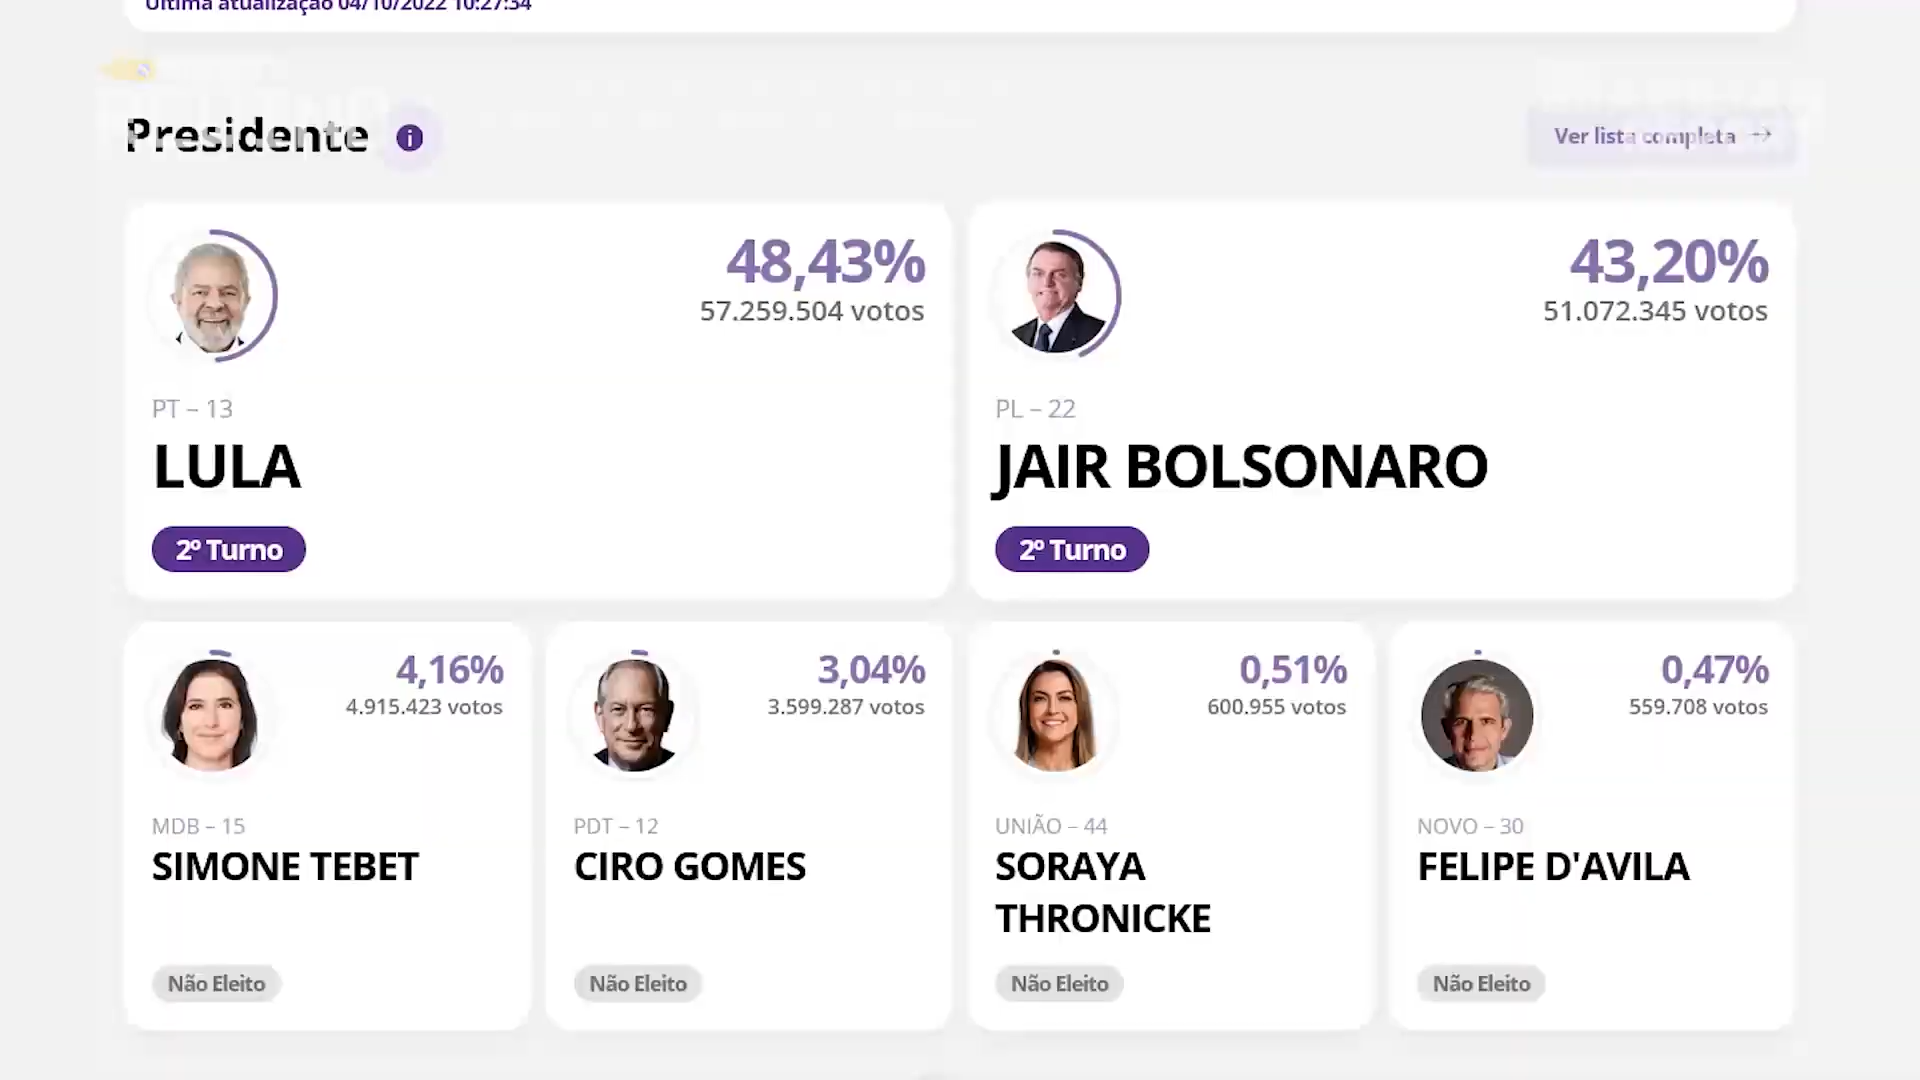 Última atualização 04/10/2022 10:27:34
Presidente i
Ver lista completa →
48,43%
57.259.504 votos
PT – 13
LULA
2º Turno
43,20%
51.072.345 votos
PL – 22
JAIR BOLSONARO
2º Turno
4,16%
4.915.423 votos
MDB – 15
SIMONE TEBET
Não Eleito
3,04%
3.599.287 votos
PDT – 12
CIRO GOMES
Não Eleito
0,51%
600.955 votos
UNIÃO – 44
SORAYA
THRONICKE
Não Eleito
0,47%
559.708 votos
NOVO – 30
FELIPE D'AVILA
Não Eleito